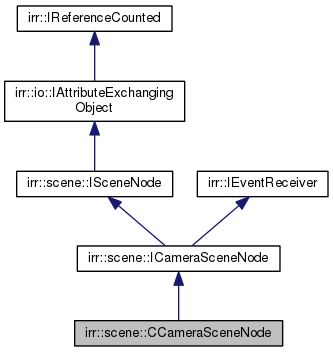 irr::IReferenceCounted
irr::io::IAttributeExchanging
Object
irr::scene::ISceneNode
irr::IEventReceiver
irr::scene::ICameraSceneNode
irr::scene::CCameraSceneNode